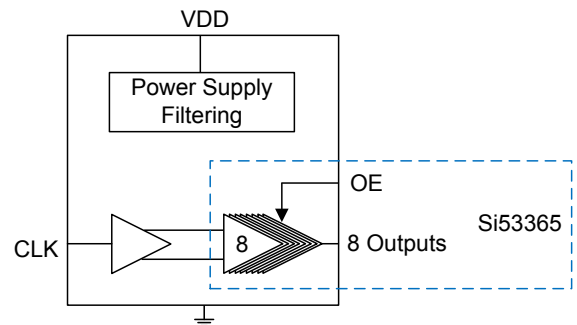 VDD
Power Supply
Filtering
OE
Si53365
CLK
8
8 Outputs